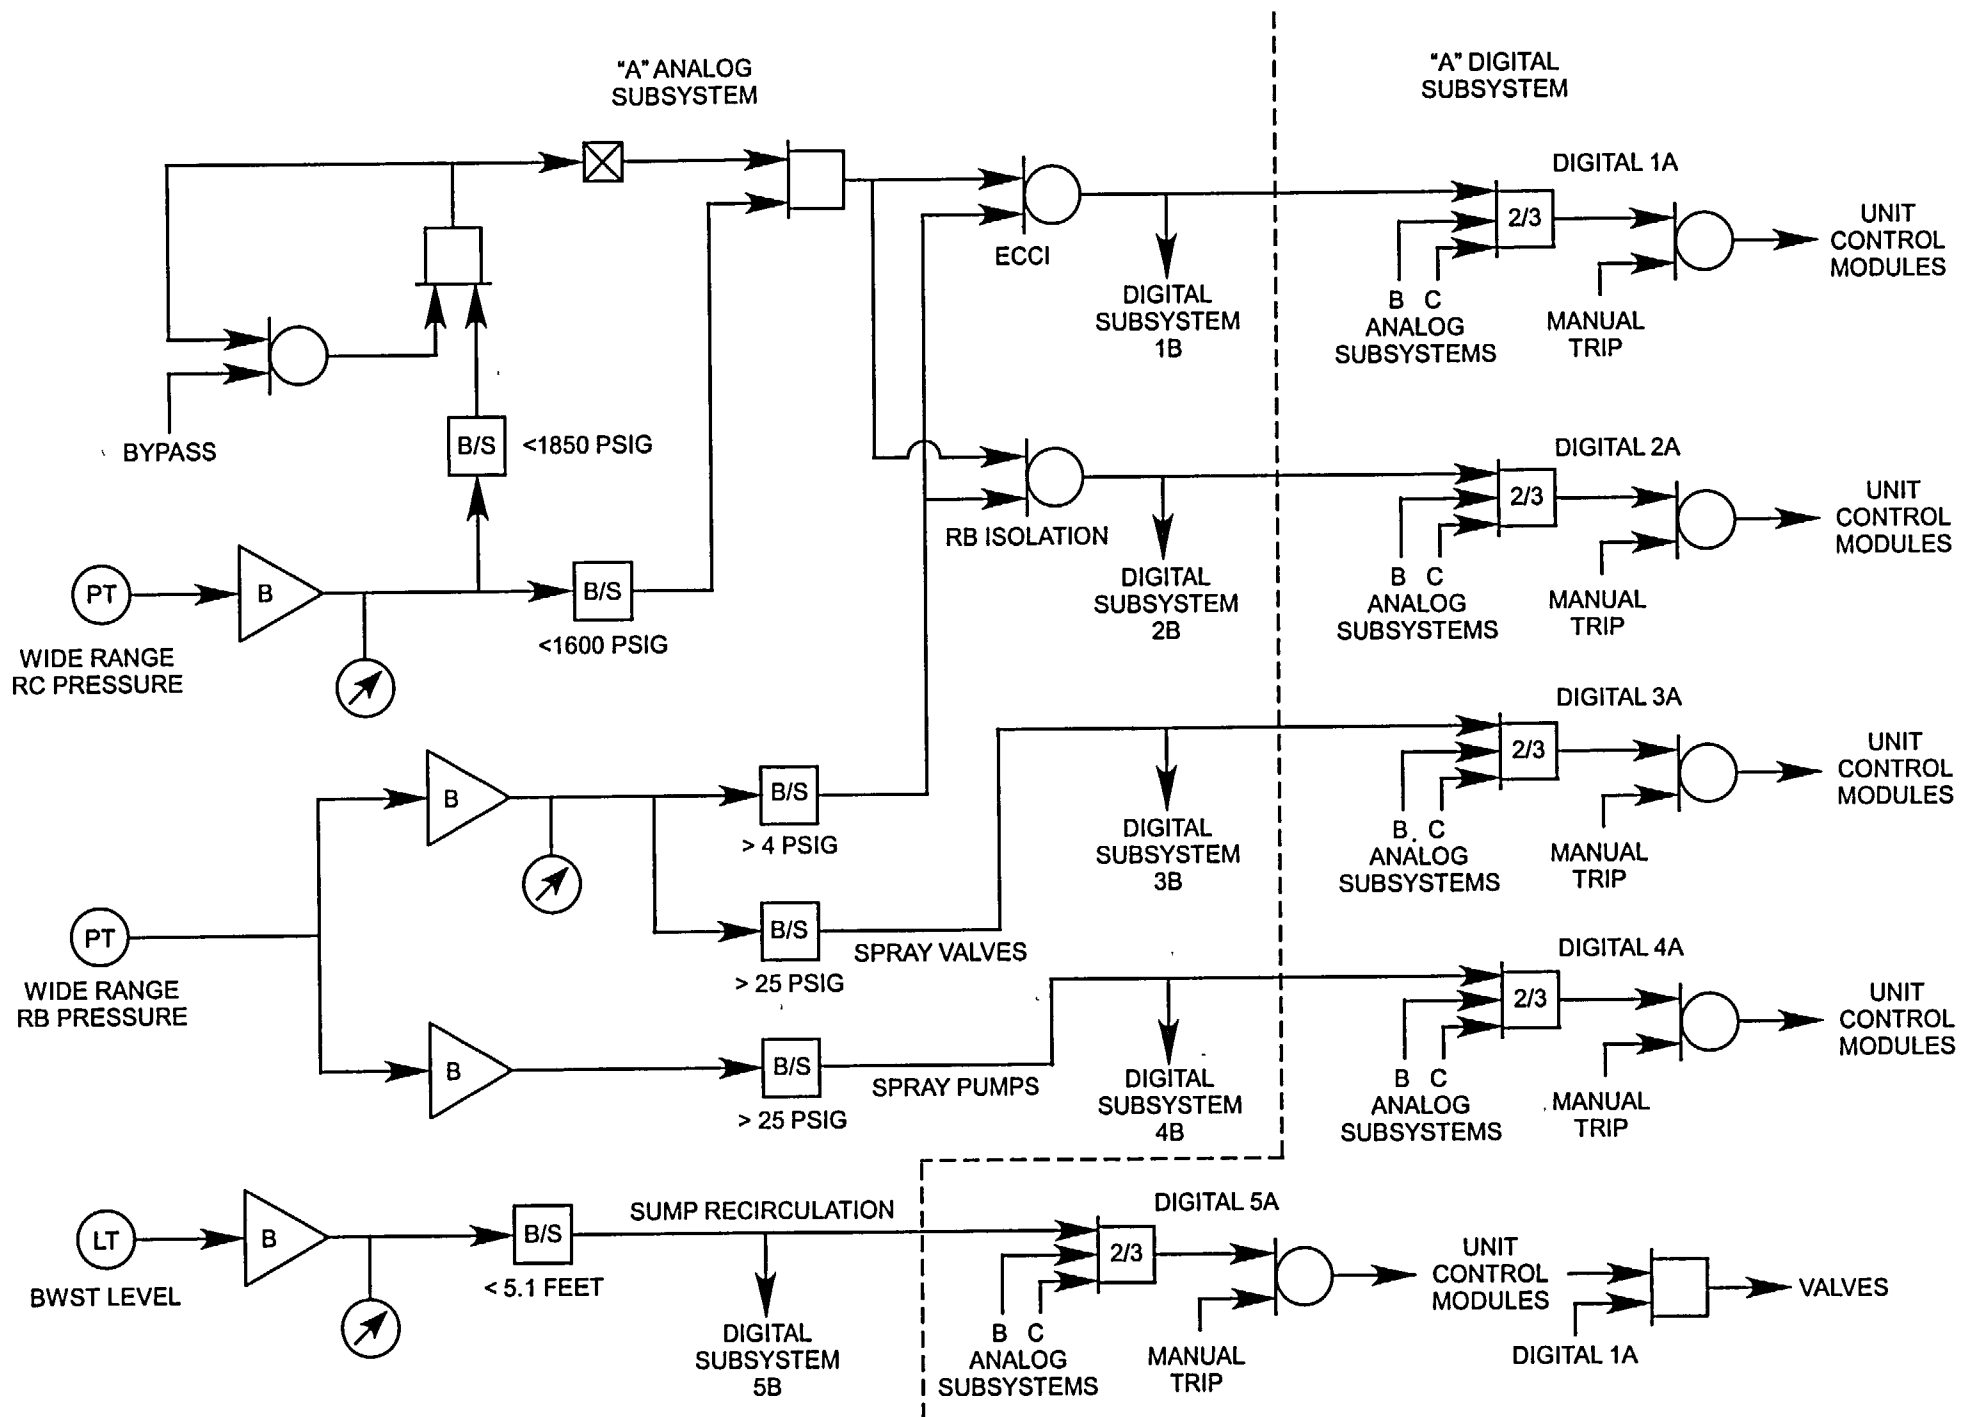 "A" ANALOG
SUBSYSTEM
"A" DIGITAL
SUBSYSTEM
DIGITAL 1A
2/3
UNIT
CONTROL
MODULES
ECCI
DIGITAL
SUBSYSTEM
1B
B C
ANALOG
SUBSYSTEMS
MANUAL
TRIP
BYPASS
B/S
<1850 PSIG
DIGITAL 2A
2/3
UNIT
CONTROL
MODULES
RB ISOLATION
DIGITAL
SUBSYSTEM
2B
B C
ANALOG
SUBSYSTEMS
MANUAL
TRIP
PT
B
B/S
<1600 PSIG
WIDE RANGE
RC PRESSURE
DIGITAL 3A
2/3
UNIT
CONTROL
MODULES
B
B/S
> 4 PSIG
DIGITAL
SUBSYSTEM
3B
B C
ANALOG
SUBSYSTEMS
MANUAL
TRIP
PT
B/S
SPRAY VALVES
> 25 PSIG
WIDE RANGE
RB PRESSURE
DIGITAL 4A
2/3
UNIT
CONTROL
MODULES
B
B/S
SPRAY PUMPS
> 25 PSIG
DIGITAL
SUBSYSTEM
4B
B C
ANALOG
SUBSYSTEMS
MANUAL
TRIP
LT
B
B/S
SUMP RECIRCULATION
< 5.1 FEET
BWST LEVEL
DIGITAL
SUBSYSTEM
5B
DIGITAL 5A
2/3
B C
ANALOG
SUBSYSTEMS
MANUAL
TRIP
UNIT
CONTROL
MODULES
VALVES
DIGITAL 1A